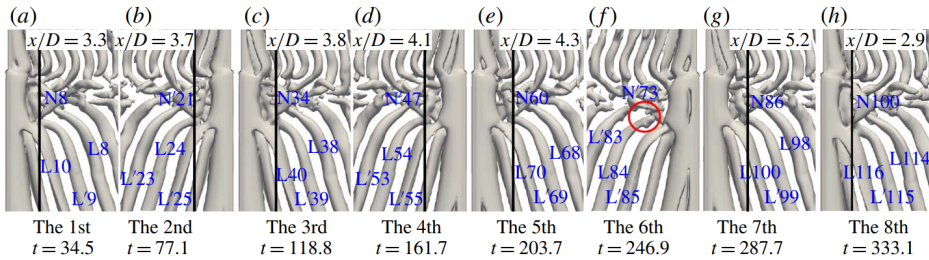 (a) (b) (c) (d) (e) (f) (g) (h)
x/D = 3.3 x/D = 3.7 x/D = 3.8 x/D = 4.1 x/D = 4.3 x/D = 5.2 x/D = 2.9
N8 N′21 N34 N′47 N60 N′73 N86 N100
L8 L24 L38 L54 L68 L′83 L98 L114
L10 L′23 L40 L′53 L70 L84 L100 L116
L′9 L′25 L′39 L′55 L′69 L′85 L′99 L′115
The 1st The 2nd The 3rd The 4th The 5th The 6th The 7th The 8th
t = 34.5 t = 77.1 t = 118.8 t = 161.7 t = 203.7 t = 246.9 t = 287.7 t = 333.1